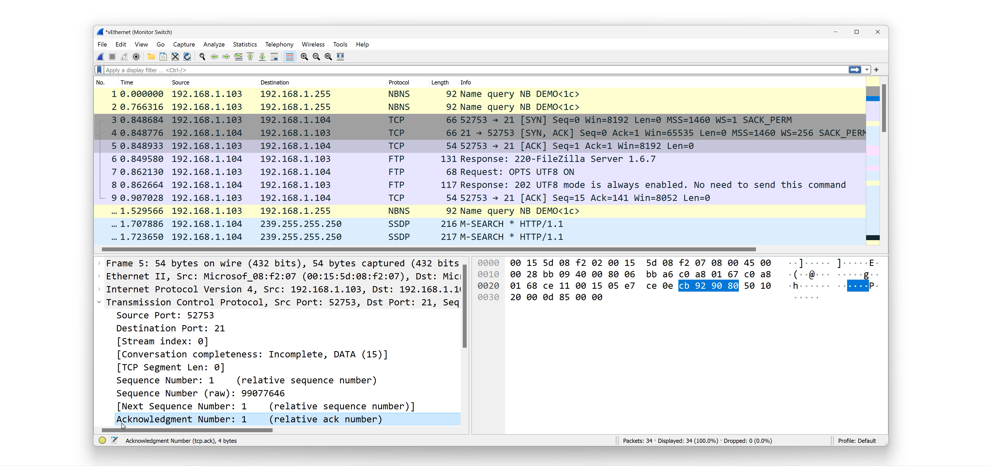 *vEthernet (Monitor Switch)
File Edit View Go Capture Analyze Statistics Telephony Wireless Tools Help
Apply a display filter ... <Ctrl-/>
No. Time Source Destination Protocol Length Info
1 0.000000 192.168.1.103 192.168.1.255 NBNS 92 Name query NB DEMO<1c>
2 0.766316 192.168.1.103 192.168.1.255 NBNS 92 Name query NB DEMO<1c>
3 0.848684 192.168.1.103 192.168.1.104 TCP 66 52753 → 21 [SYN] Seq=0 Win=8192 Len=0 MSS=1460 WS=1 SACK_PERM
4 0.848776 192.168.1.104 192.168.1.103 TCP 66 21 → 52753 [SYN, ACK] Seq=0 Ack=1 Win=65535 Len=0 MSS=1460 WS=256 SACK_PERM
5 0.848933 192.168.1.103 192.168.1.104 TCP 54 52753 → 21 [ACK] Seq=1 Ack=1 Win=8192 Len=0
6 0.849580 192.168.1.104 192.168.1.103 FTP 131 Response: 220-FileZilla Server 1.6.7
7 0.862130 192.168.1.103 192.168.1.104 FTP 68 Request: OPTS UTF8 ON
8 0.862664 192.168.1.104 192.168.1.103 FTP 117 Response: 202 UTF8 mode is always enabled. No need to send this command
9 0.907028 192.168.1.103 192.168.1.104 TCP 54 52753 → 21 [ACK] Seq=15 Ack=141 Win=8052 Len=0
... 1.529566 192.168.1.103 192.168.1.255 NBNS 92 Name query NB DEMO<1c>
... 1.707886 192.168.1.104 239.255.255.250 SSDP 216 M-SEARCH * HTTP/1.1
... 1.723650 192.168.1.104 239.255.255.250 SSDP 217 M-SEARCH * HTTP/1.1
Frame 5: 54 bytes on wire (432 bits), 54 bytes captured (432 bits
Ethernet II, Src: Microsof_08:f2:07 (00:15:5d:08:f2:07), Dst: Micr
Internet Protocol Version 4, Src: 192.168.1.103, Dst: 192.168.1.10
Transmission Control Protocol, Src Port: 52753, Dst Port: 21, Seq
Source Port: 52753
Destination Port: 21
[Stream index: 0]
[Conversation completeness: Incomplete, DATA (15)]
[TCP Segment Len: 0]
Sequence Number: 1 (relative sequence number)
Sequence Number (raw): 99077646
[Next Sequence Number: 1 (relative sequence number)]
Acknowledgment Number: 1 (relative ack number)
0000 00 15 5d 08 f2 02 00 15 5d 08 f2 07 08 00 45 00 ··]····· ]·····E·
0010 00 28 bb 09 40 00 80 06 bb a6 c0 a8 01 67 c0 a8 ·(··@··· ·····g··
0020 01 68 ce 11 00 15 05 e7 ce 0e cb 92 90 80 50 10 ·h······ ······P·
0030 20 00 0d 85 00 00 ·····
Acknowledgment Number (tcp.ack), 4 bytes
Packets: 34 · Displayed: 34 (100.0%) · Dropped: 0 (0.0%)
Profile: Default